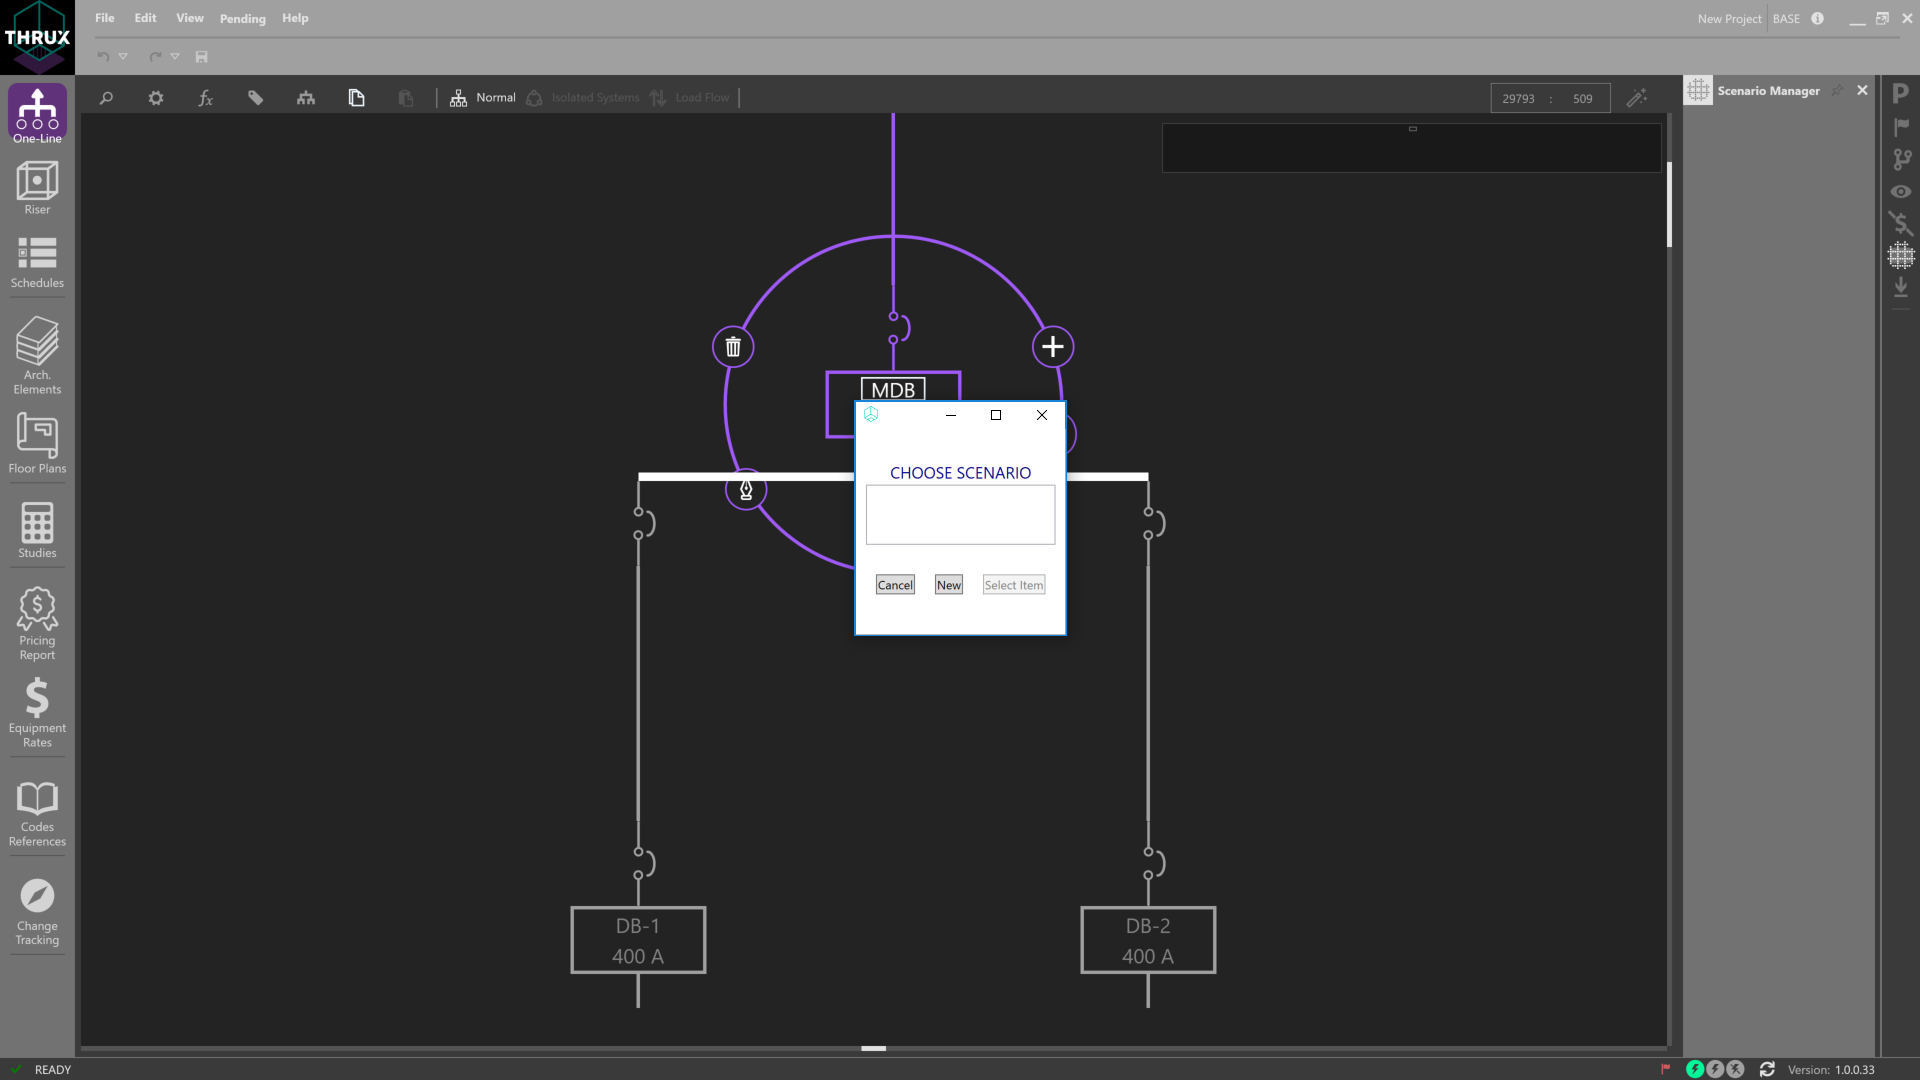 THRUX
File Edit View Pending Help
New Project BASE
Normal Isolated Systems Load Flow
29793 : 509
Scenario Manager
One-Line
Riser
Schedules
Arch.
Elements
Floor Plans
Studies
Pricing
Report
Equipment
Rates
Codes
References
Change
Tracking
MDB
CHOOSE SCENARIO
Cancel New Select Item
DB-1
400 A
DB-2
400 A
READY
Version: 1.0.0.33